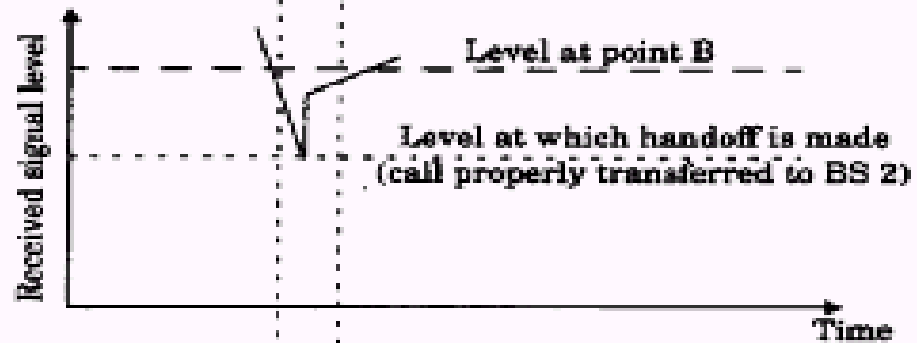 Received signal level
Level at point B
Level at which handoff is made
(call properly transferred to BS 2)
Time